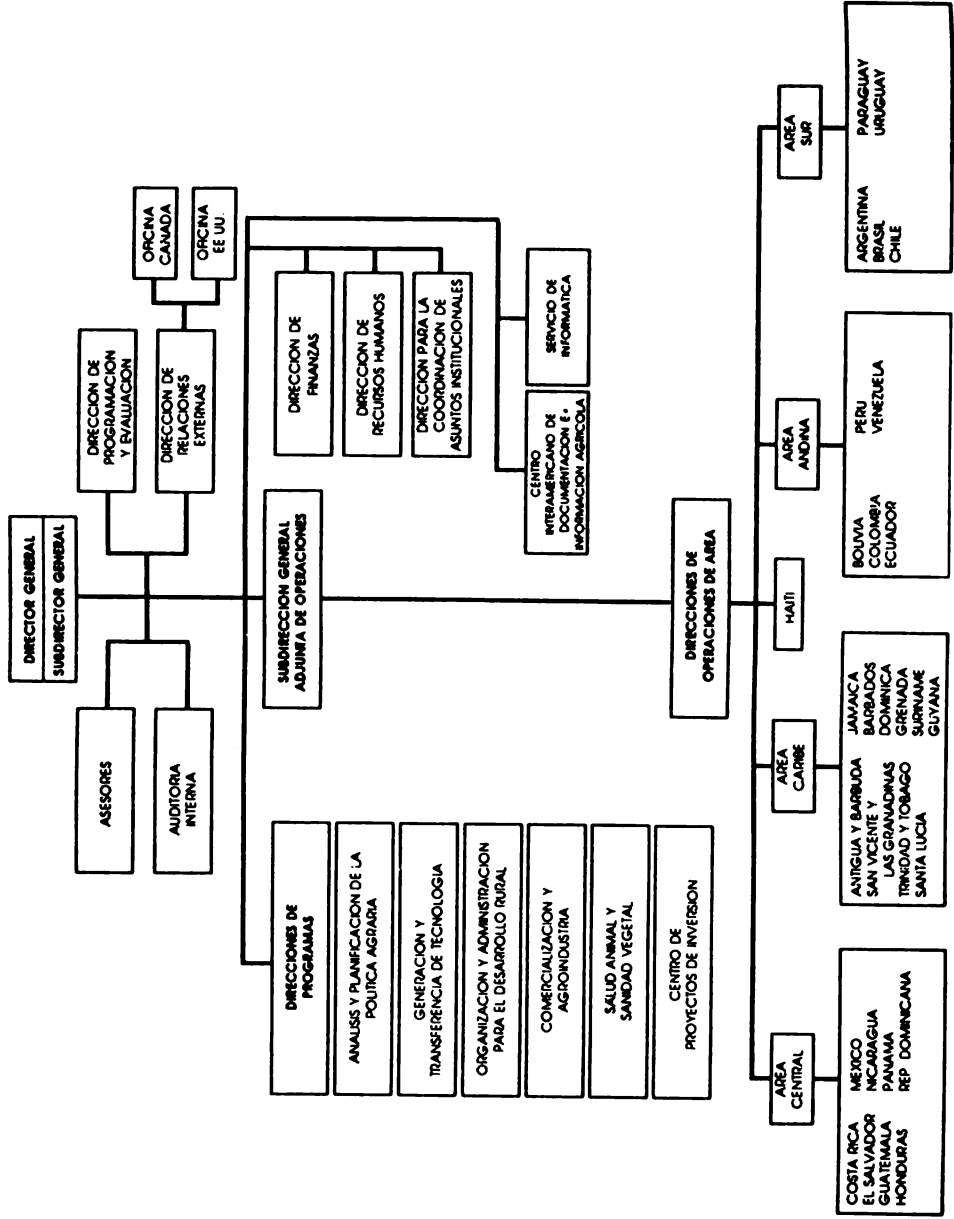 DIRECTOR GENERAL
SUBDIRECTOR GENERAL
ASESORES
AUDITORIA
INTERNA
DIRECCION DE
PROGRAMACION
Y EVALUACION
DIRECCION DE
RELACIONES
EXTERNAS
OFICINA
CANADA
OFICINA
EE UU.
DIRECCIONES DE
PROGRAMAS
ANALISIS Y PLANIFICACION DE LA
POLITICA AGRARIA
GENERACION Y
TRANSFERENCIA DE TECNOLOGIA
ORGANIZACION Y ADMINISTRACION
PARA EL DESARROLLO RURAL
COMERCIALIZACION Y
AGROINDUSTRIA
SALUD ANIMAL Y
SANIDAD VEGETAL
CENTRO DE
PROYECTOS DE INVERSION
SUBDIRECCION GENERAL
ADJUNTA DE OPERACIONES
DIRECCION DE
FINANZAS
DIRECCION DE
RECURSOS HUMANOS
DIRECCION PARA LA
COORDINACION DE
ASUNTOS INSTITUCIONALES
CENTRO
INTERAMERICANO DE
DOCUMENTACION E
INFORMACION AGRICOLA
SERVICIO DE
INFORMATICA
DIRECCIONES DE
OPERACIONES DE AREA
AREA
CENTRAL
COSTA RICA MEXICO
EL SALVADOR NICARAGUA
GUATEMALA PANAMA
HONDURAS REP DOMINICANA
AREA
CARIBE
ANTIGUA Y BARBUDA JAMAICA
SAN VICENTE Y BARBADOS
LAS GRANADINAS DOMINICA
TRINIDAD Y TOBAGO GRENADA
SANTA LUCIA SURINAME
GUYANA
HAITI
AREA
ANDINA
BOLIVIA PERU
COLOMBIA VENEZUELA
ECUADOR
AREA
SUR
ARGENTINA PARAGUAY
BRASIL URUGUAY
CHILE